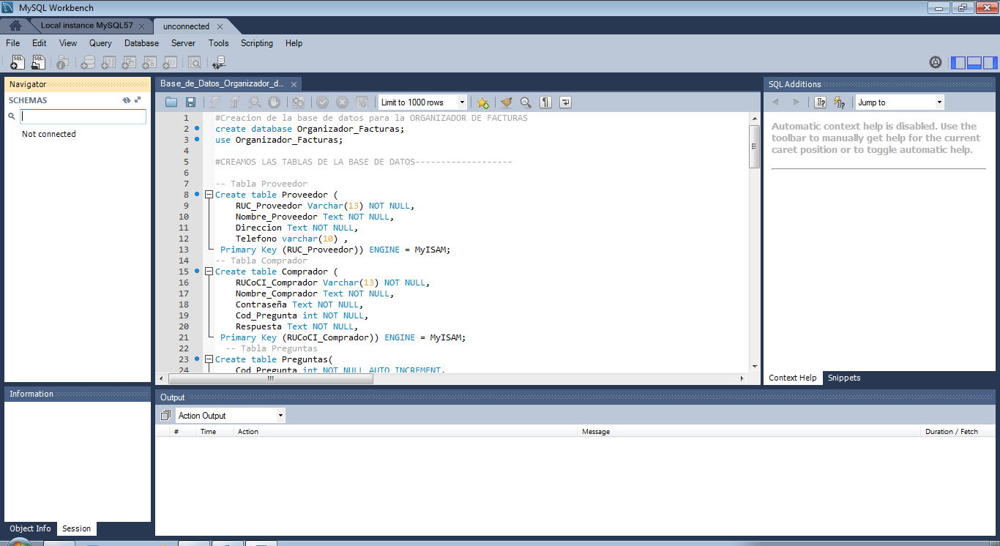 MySQL Workbench
Local instance MySQL57
unconnected
File Edit View Query Database Server Tools Scripting Help
Navigator
SCHEMAS
Not connected
Information
Object Info Session
Base_de_Datos_Organizador_d...
Limit to 1000 rows
1 #Creacion de la base de datos para la ORGANIZADOR DE FACTURAS
2 create database Organizador_Facturas;
3 use Organizador_Facturas;
4
5 #CREAMOS LAS TABLAS DE LA BASE DE DATOS-------------------
6
7 -- Tabla Proveedor
8 Create table Proveedor (
9 RUC_Proveedor Varchar(13) NOT NULL,
10 Nombre_Proveedor Text NOT NULL,
11 Direccion Text NOT NULL,
12 Telefono varchar(10) ,
13 Primary Key (RUC_Proveedor)) ENGINE = MyISAM;
14 -- Tabla Comprador
15 Create table Comprador (
16 RUCoCI_Comprador Varchar(13) NOT NULL,
17 Nombre_Comprador Text NOT NULL,
18 Contraseña Text NOT NULL,
19 Cod_Pregunta int NOT NULL,
20 Respuesta Text NOT NULL,
21 Primary Key (RUCoCI_Comprador)) ENGINE = MyISAM;
22 -- Tabla Preguntas
23 Create table Preguntas(
24 Cod_Pregunta int NOT NULL AUTO_INCREMENT,
SQL Additions
Jump to
Automatic context help is disabled. Use the
toolbar to manually get help for the current
caret position or to toggle automatic help.
Context Help Snippets
Output
Action Output
# Time Action Message Duration / Fetch